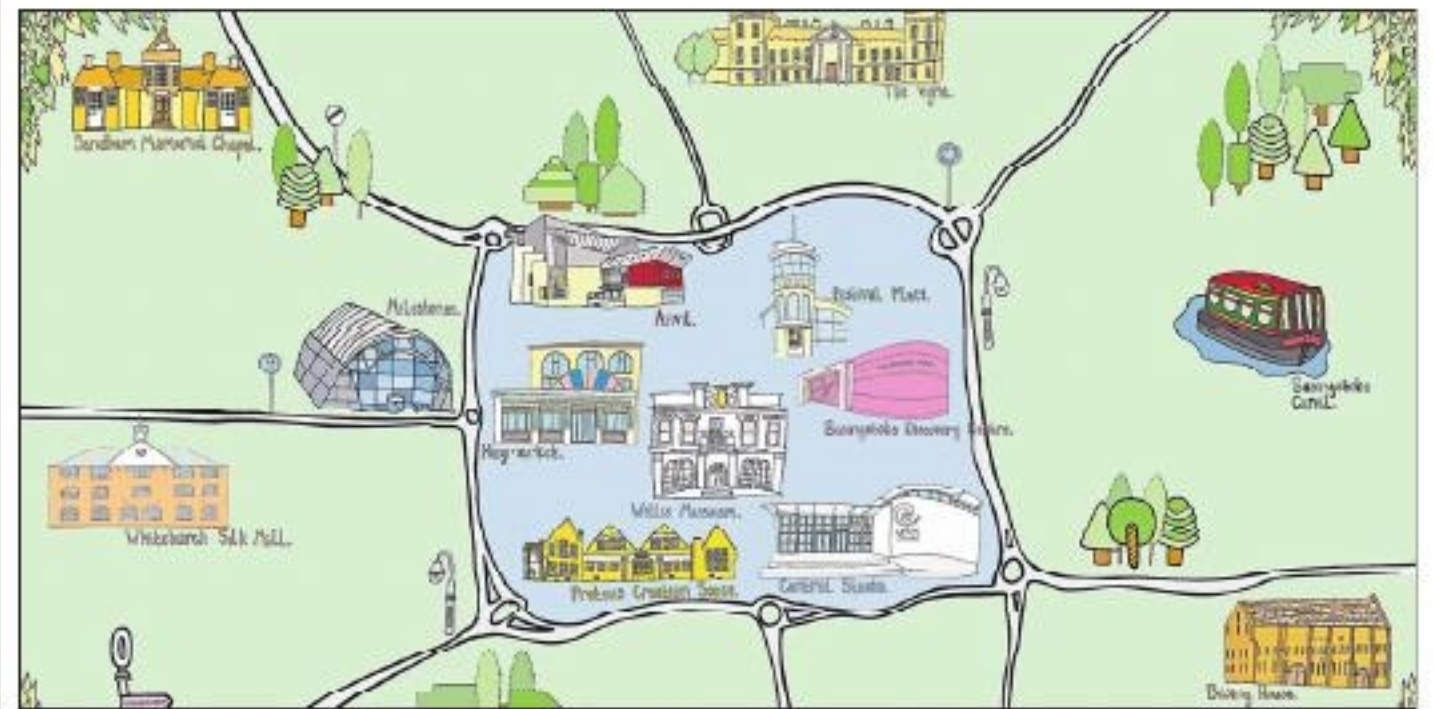 The Vyne.
Sandham Memorial Chapel.
Milestones.
Anvil.
Festival Place.
Basingstoke
Canal.
Haymarket.
Basingstoke Discovery Centre.
Willis Museum.
Whitchurch Silk Mill.
Proteus Creation Space.
Central Studio.
House.